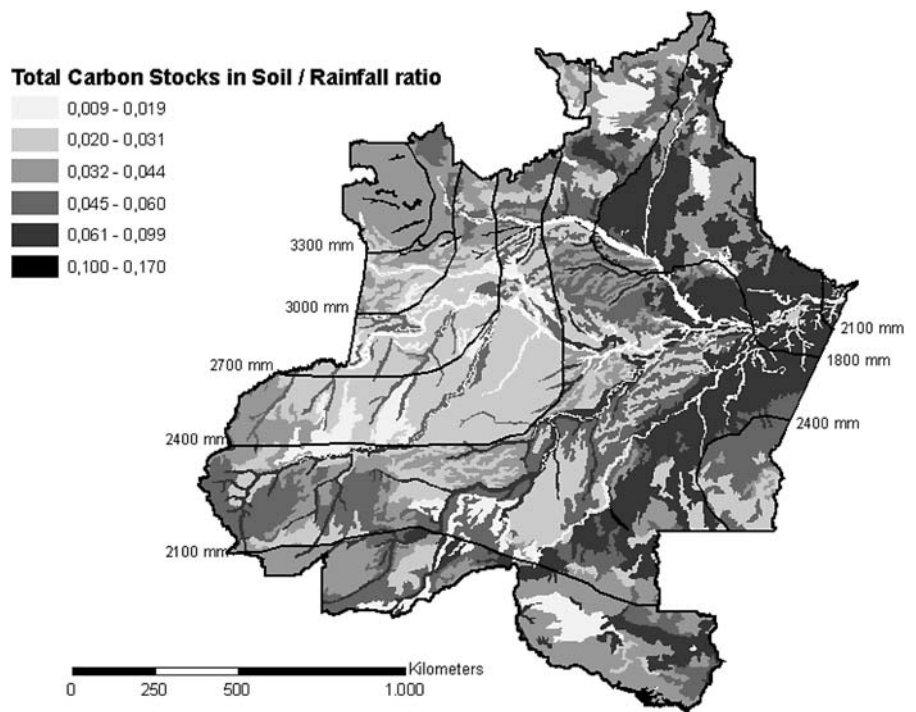 Total Carbon Stocks in Soil / Rainfall ratio
0,009 - 0,019
0,020 - 0,031
0,032 - 0,044
0,045 - 0,060
0,061 - 0,099
0,100 - 0,170
3300 mm
3000 mm
2700 mm
2400 mm
2100 mm
2100 mm
1800 mm
2400 mm
Kilometers
0 250 500 1.000